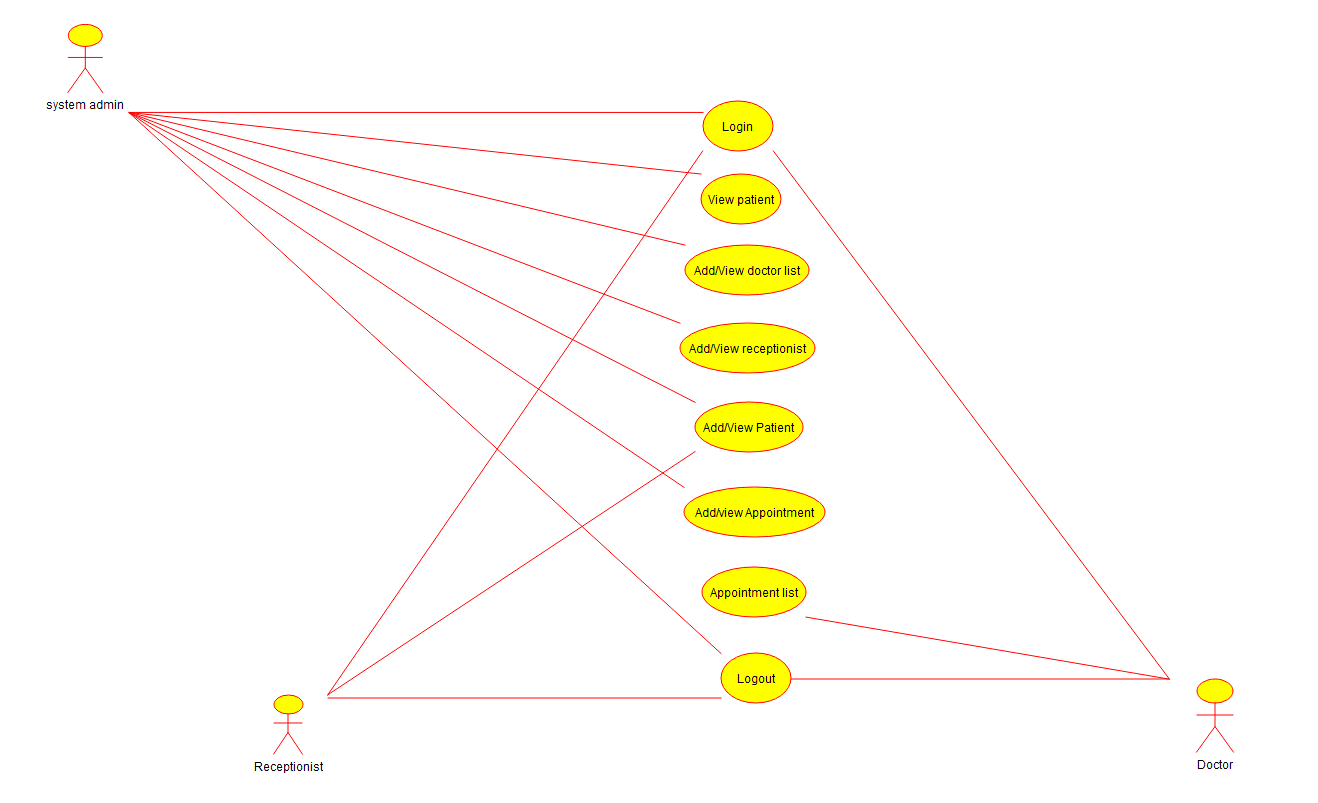 system admin
Login
View patient
Add/View doctor list
Add/View receptionist
Add/View Patient
Add/view Appointment
Appointment list
Logout
Receptionist
Doctor